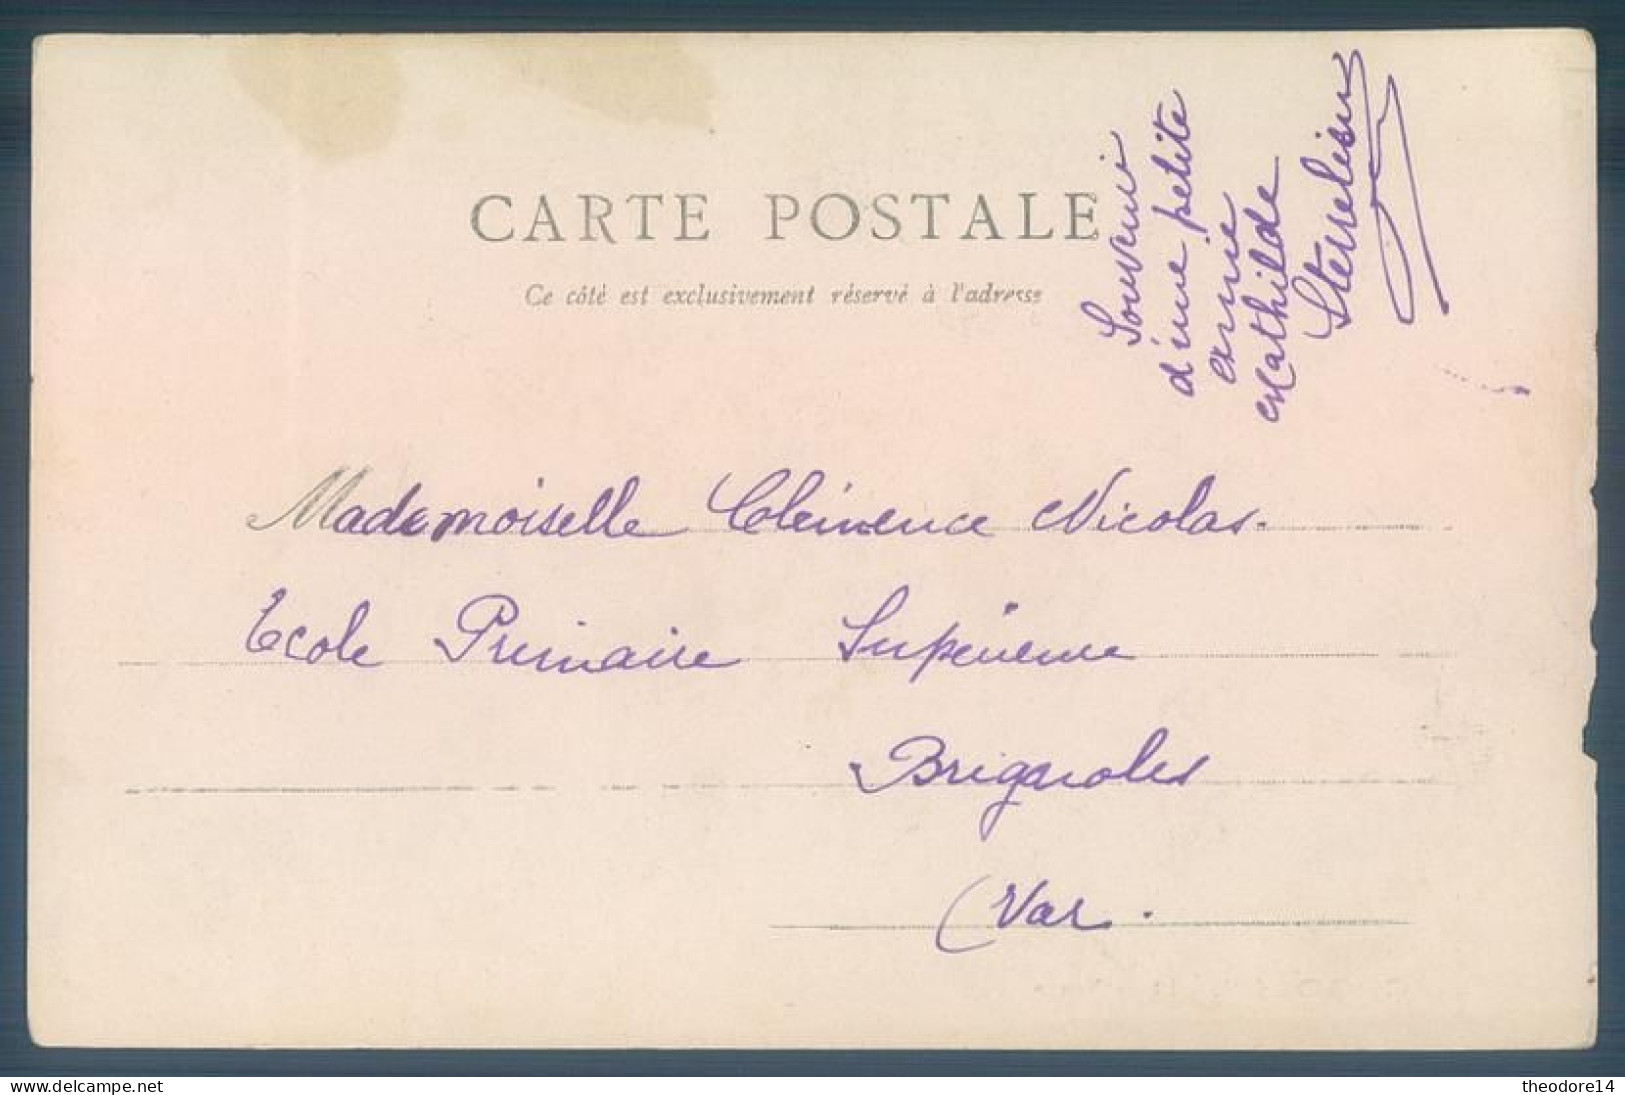 CARTE POSTALE
Ce côté est exclusivement réservé à l'adresse
Souvenir
d'une petite
amie
Mathilde
Mademoiselle Clémence Nicolas.
Ecole Primaire Supérieure
Brignoles
(Var.
www.delcampe.net
theodore14